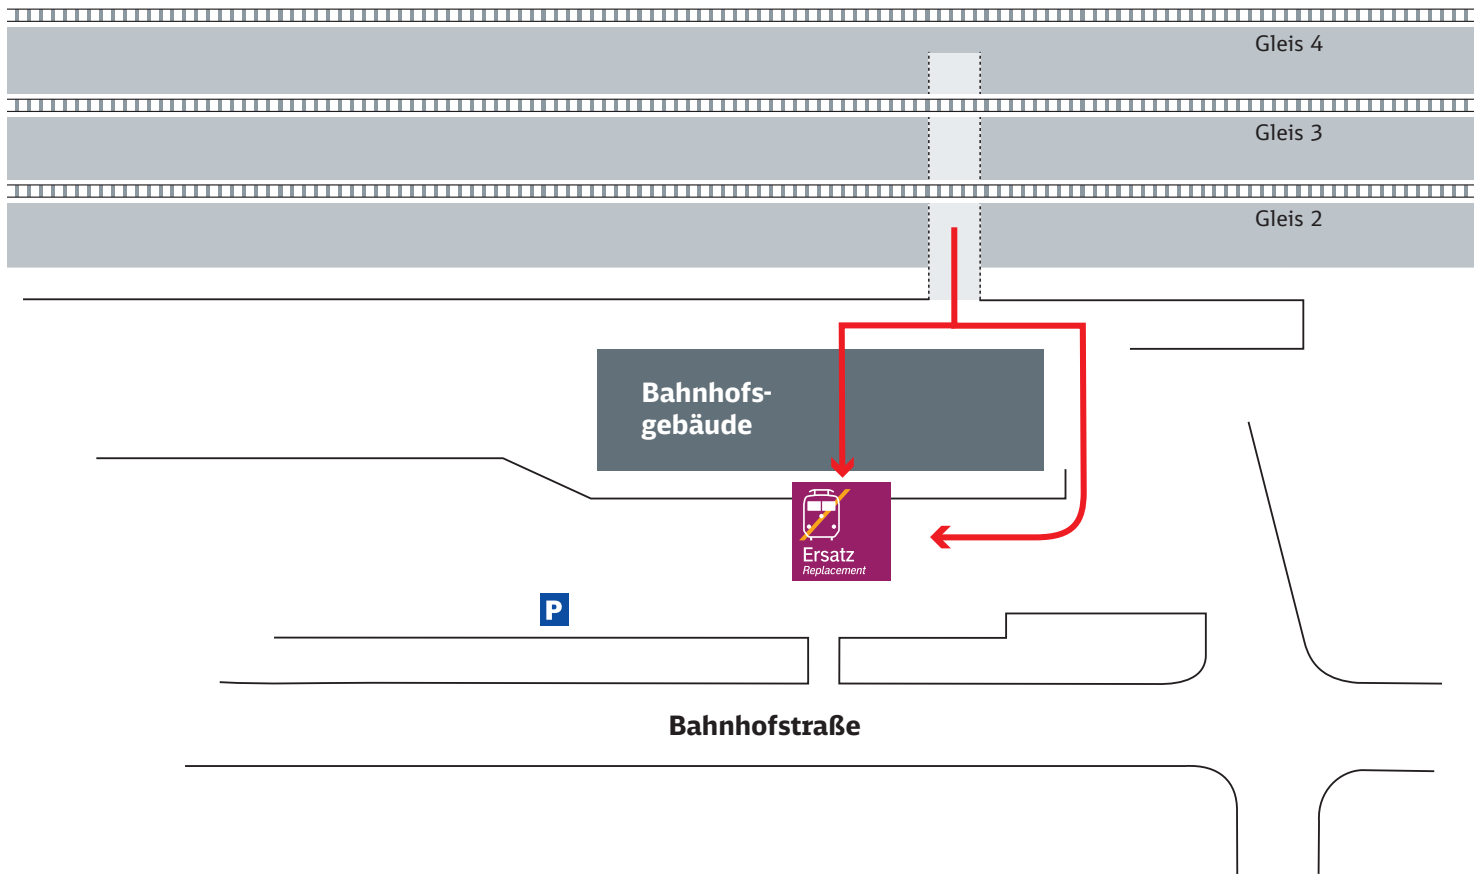 Gleis 4
Gleis 3
Gleis 2
Bahnhofs-
gebäude
Ersatz
Replacement
P
Bahnhofstraße